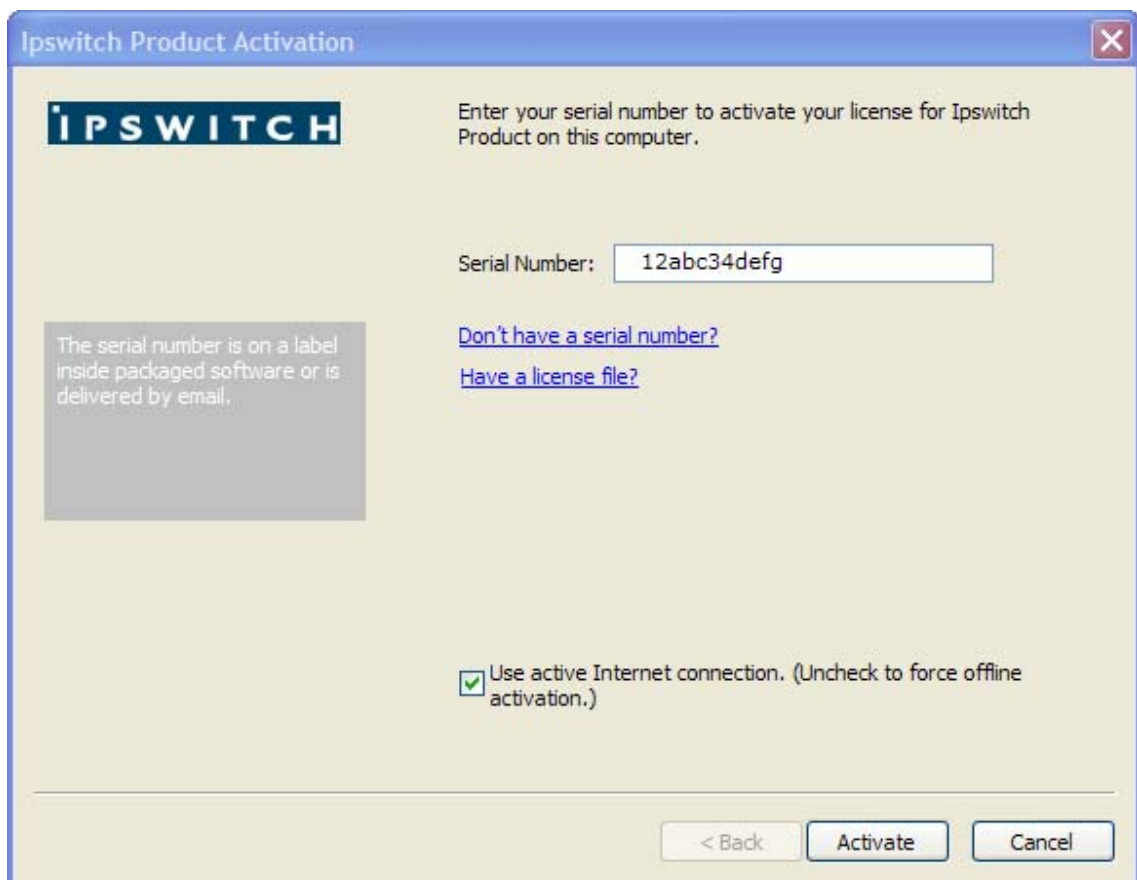 Ipswitch Product Activation
IPSWITCH
Enter your serial number to activate your license for Ipswitch
Product on this computer.
Serial Number: 12abc34defg
Don't have a serial number?
Have a license file?
The serial number is on a label
inside packaged software or is
delivered by email.
Use active Internet connection. (Uncheck to force offline
activation.)
< Back Activate Cancel